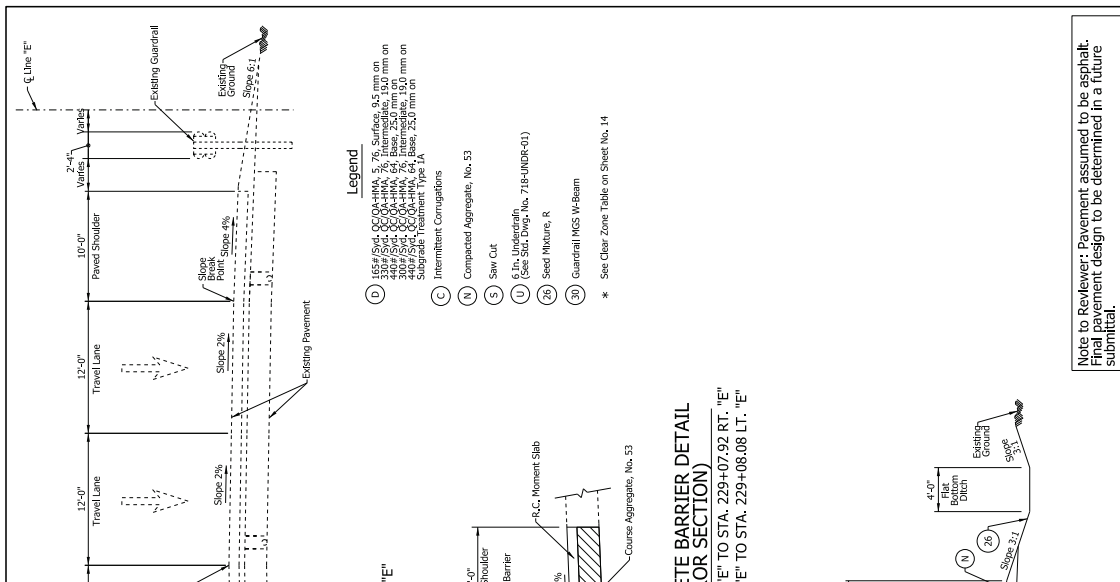 ℄ Line "E"
Varies
2'-4"
Varies
10'-0"
Paved Shoulder
12'-0"
Travel Lane
12'-0"
Travel Lane
Existing Guardrail
Existing
Ground
Slope 6:1
Slope 4%
Slope
Break
Point
Slope 2%
Slope 2%
Existing Pavement
Legend
D 165#/Syd. QC/QA-HMA, 5, 76, Surface, 9.5 mm on
330#/Syd. QC/QA-HMA, 76, Intermediate, 19.0 mm on
440#/Syd. QC/QA-HMA, 64, Base, 25.0 mm on
300#/Syd. QC/QA-HMA, 76, Intermediate, 19.0 mm on
440#/Syd. QC/QA-HMA, 64, Base, 25.0 mm on
Subgrade Treatment Type 1A
C Intermittent Corrugations
N Compacted Aggregate, No. 53
S Saw Cut
U 6 In. Underdrain
(See Std. Dwg. No. 718-UNDR-01)
26 Seed Mixture, R
30 Guardrail MGS W-Beam
* See Clear Zone Table on Sheet No. 14
"E"
-0"
Shoulder
Barrier
%
R.C. Moment Slab
Course Aggregate, No. 53
ETE BARRIER DETAIL
OR SECTION)
"E" TO STA. 229+07.92 RT. "E"
"E" TO STA. 229+08.08 LT. "E"
4'-0"
Flat
Bottom
Ditch
Existing
Ground
Slope
3:1
Slope 3:1
N
26
Note to Reviewer: Pavement assumed to be asphalt.
Final pavement design to be determined in a future
submittal.